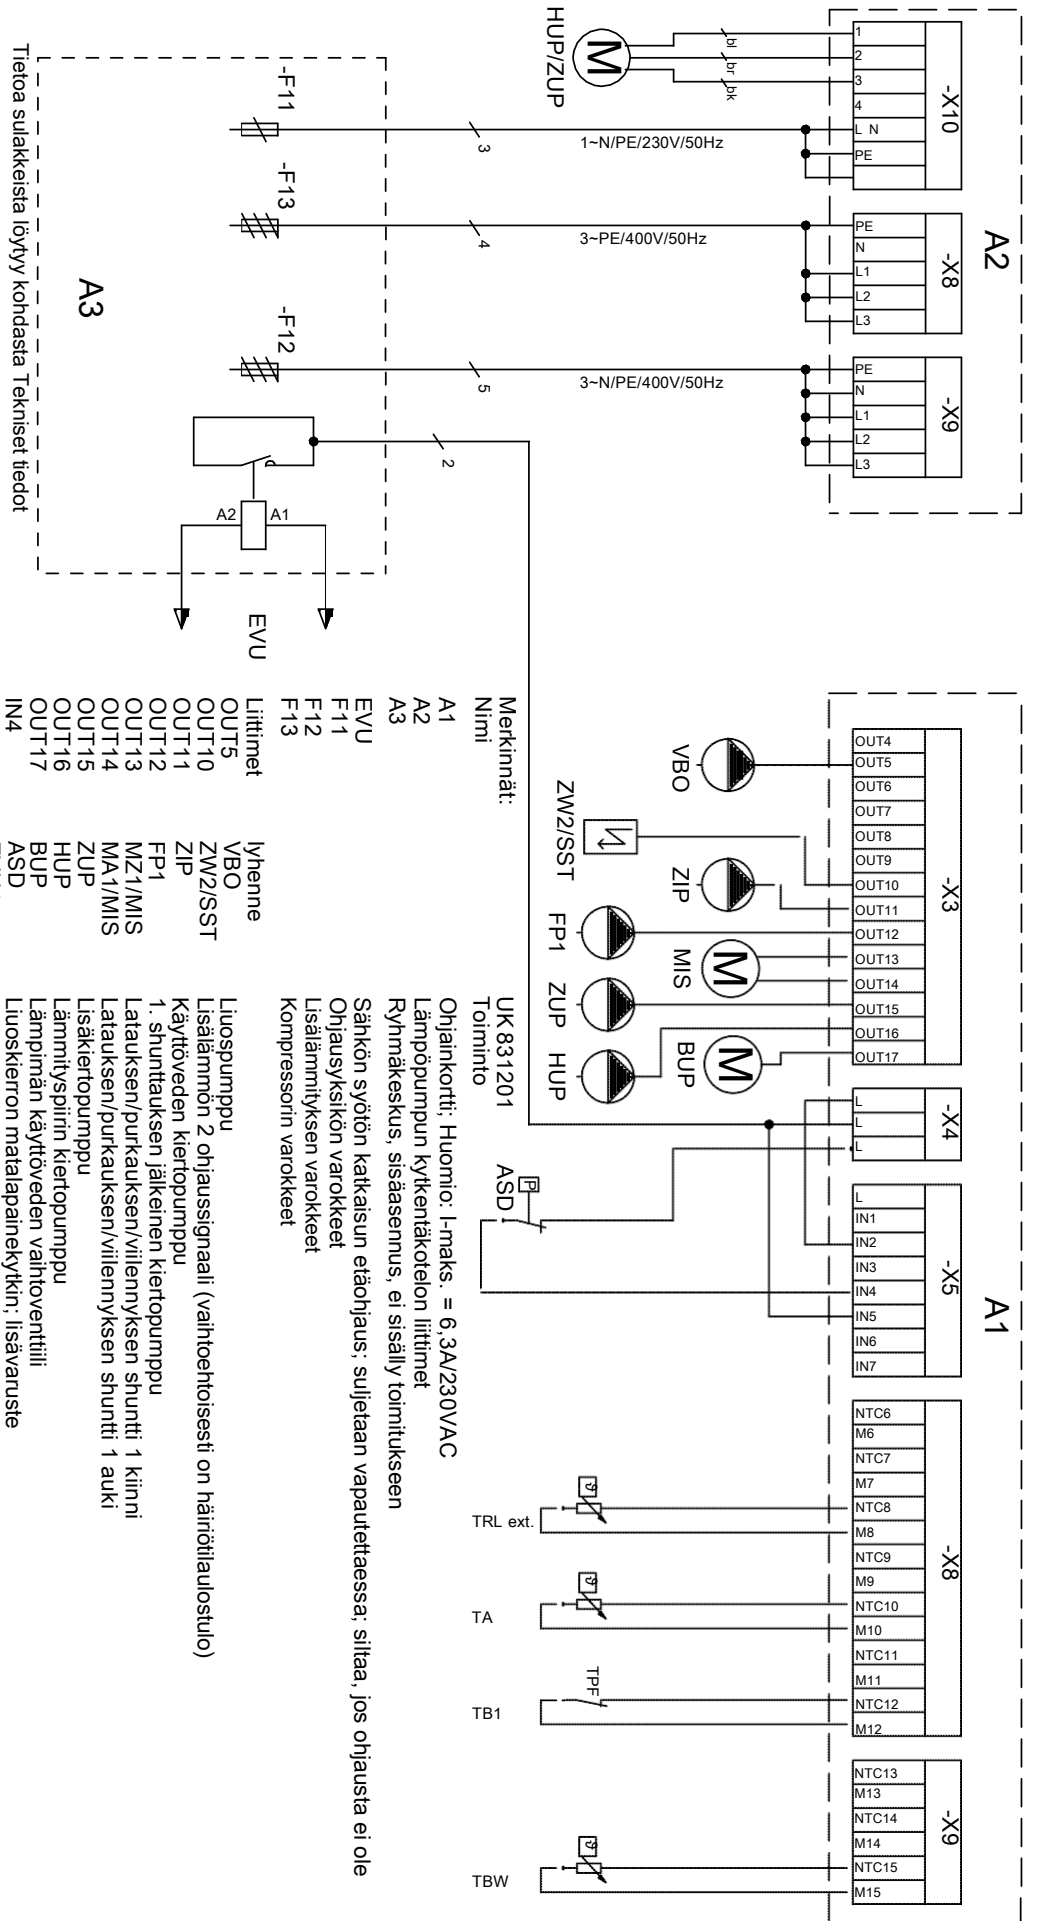 A2
-X10
1
2
3
4
L N
PE
-X8
PE
N
L1
L2
L3
-X9
PE
N
L1
L2
L3
bl
br
bk
HUP/ZUP
M
1~N/PE/230V/50Hz
3
3~PE/400V/50Hz
4
3~N/PE/400V/50Hz
5
2
-F11
-F13
-F12
A2
A1
EVU
A3
Tietoa sulakkeista löytyy kohdasta Tekniset tiedot
A1
-X3
OUT4
OUT5
OUT6
OUT7
OUT8
OUT9
OUT10
OUT11
OUT12
OUT13
OUT14
OUT15
OUT16
OUT17
-X4
L
L
L
-X5
L
IN1
IN2
IN3
IN4
IN5
IN6
IN7
-X8
NTC6
M6
NTC7
M7
NTC8
M8
NTC9
M9
NTC10
M10
NTC11
M11
NTC12
M12
-X9
NTC13
M13
NTC14
M14
NTC15
M15
VBO
ZW2/SST
ZIP
FP1
MIS
M
ZUP
HUP
BUP
M
ASD
P
TRL ext.
ϑ
TA
ϑ
TPF
TB1
TBW
ϑ
Merkinnät: UK 831201
Nimi Toiminto
A1 Ohjainkortti; Huomio: I-maks. = 6,3A/230VAC
A2 Lämpöpumpun kytkentäkotelon liittimet
A3 Ryhmäkeskus, sisäasennus, ei sisälly toimitukseen
EVU Sähkön syötön katkaisun etäohjaus; suljetaan vapautettaessa; siltaa, jos ohjausta ei ole
F11 Ohjausyksikön varokkeet
F12 Lisälämmityksen varokkeet
F13 Kompressorin varokkeet
Liittimet lyhenne
OUT5 VBO Liuospumppu
OUT10 ZW2/SST Lisälämmön 2 ohjaussignaali (vaihtoehtoisesti on häiriötilaulostulo)
OUT11 ZIP Käyttöveden kiertopumppu
OUT12 FP1 1. shunttauksen jälkeinen kiertopumppu
OUT13 MZ1/MIS Latauksen/purkauksen/viilennyksen shuntti 1 kiinni
OUT14 MA1/MIS Latauksen/purkauksen/viilennyksen shuntti 1 auki
OUT15 ZUP Lisäkiertopumppu
OUT16 HUP Lämmityspiirin kiertopumppu
OUT17 BUP Lämpimän käyttöveden vaihtoventtiili
IN4 ASD Liuoskierron matalapainekytkin; lisävaruste